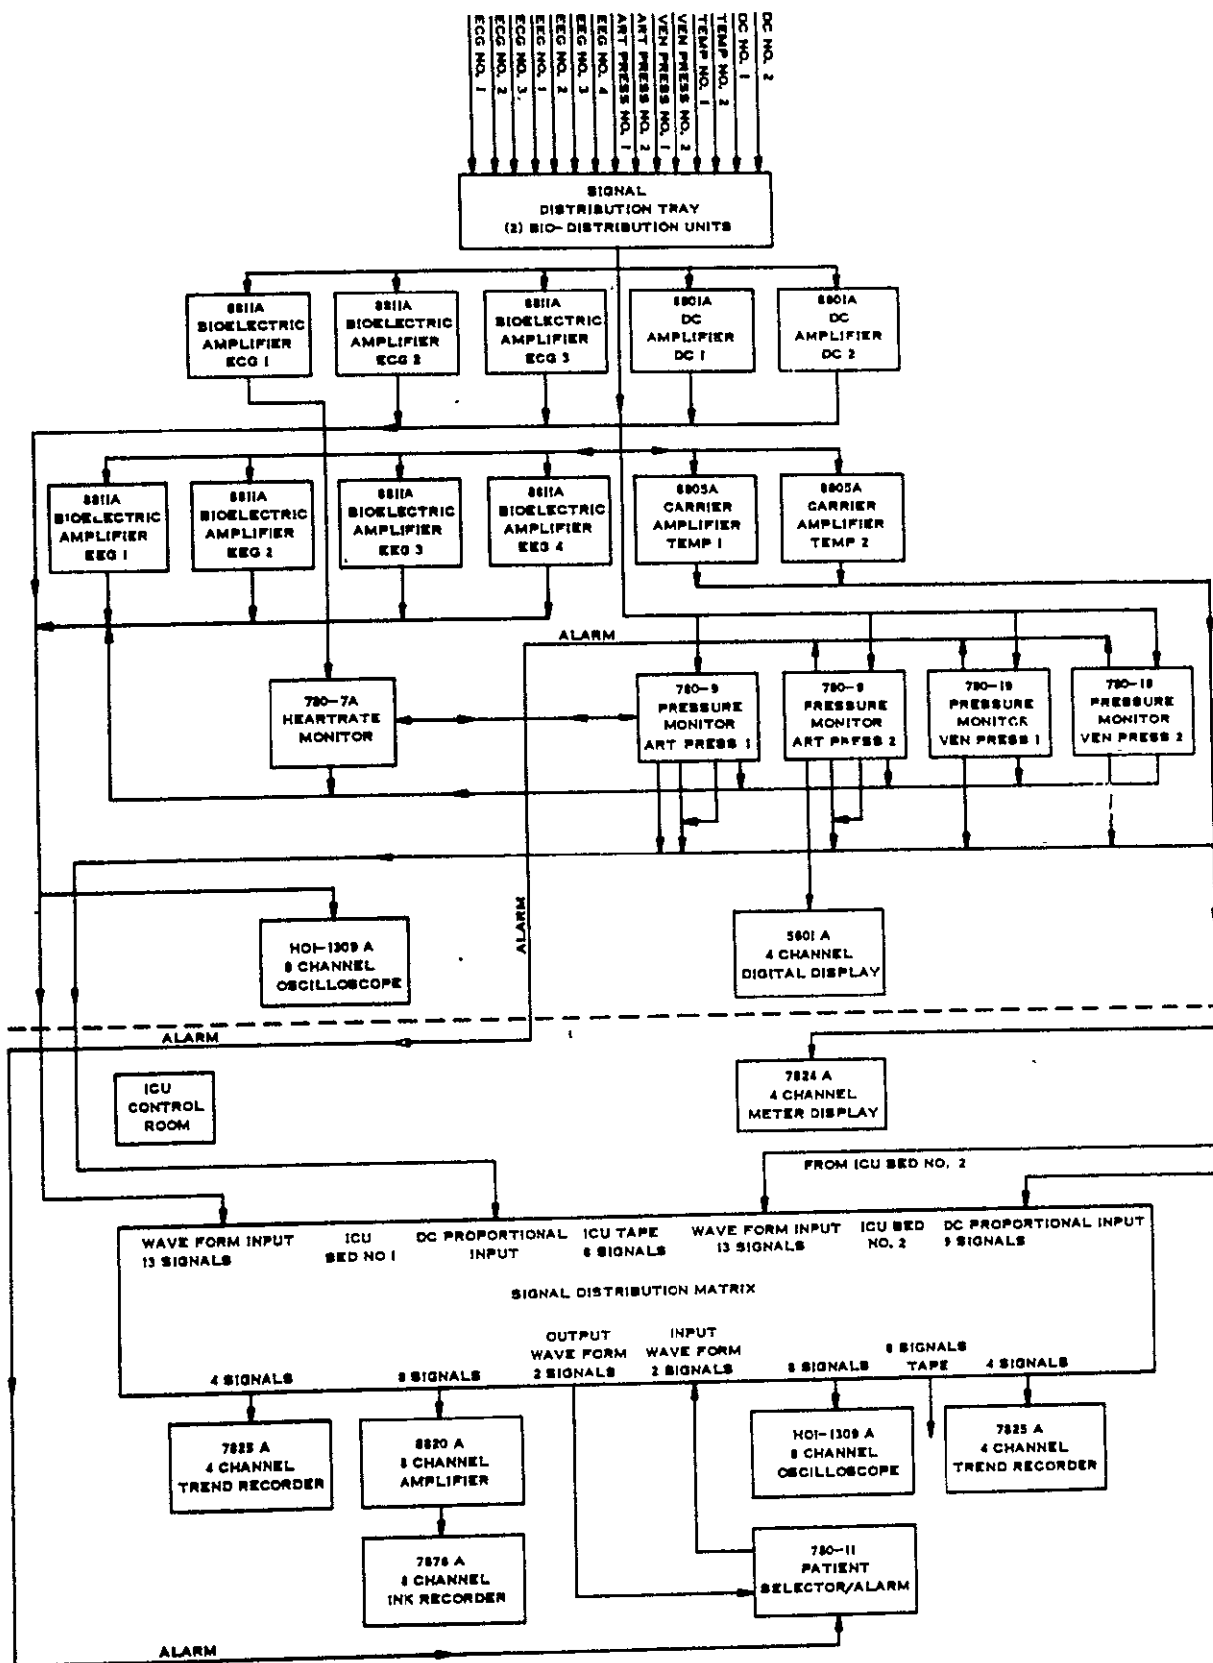 ECG NO. 1
ECG NO. 2
ECG NO. 3,
EEG NO. 1
EEG NO. 2
EEG NO. 3
EEG NO. 4
ART PRESS NO. 1
ART PRESS NO. 2
VEN PRESS NO. 1
VEN PRESS NO. 2
TEMP NO. 1
TEMP NO. 2
DC NO. 1
DC NO. 2
SIGNAL
DISTRIBUTION TRAY
(2) BIO-DISTRIBUTION UNITS
8811A
BIOELECTRIC
AMPLIFIER
ECG 1
8811A
BIOELECTRIC
AMPLIFIER
ECG 2
8811A
BIOELECTRIC
AMPLIFIER
ECG 3
8801A
DC
AMPLIFIER
DC 1
8801A
DC
AMPLIFIER
DC 2
8811A
BIOELECTRIC
AMPLIFIER
EEG 1
8811A
BIOELECTRIC
AMPLIFIER
EEG 2
8811A
BIOELECTRIC
AMPLIFIER
EEG 3
8811A
BIOELECTRIC
AMPLIFIER
EEG 4
8805A
CARRIER
AMPLIFIER
TEMP 1
8805A
CARRIER
AMPLIFIER
TEMP 2
ALARM
780-7A
HEARTRATE
MONITOR
780-9
PRESSURE
MONITOR
ART PRESS 1
780-9
PRESSURE
MONITOR
ART PRESS 2
780-19
PRESSURE
MONITOR
VEN PRESS 1
780-19
PRESSURE
MONITOR
VEN PRESS 2
ALARM
HO1-1309 A
8 CHANNEL
OSCILLOSCOPE
5601 A
4 CHANNEL
DIGITAL DISPLAY
ALARM
ICU
CONTROL
ROOM
7824 A
4 CHANNEL
METER DISPLAY
FROM ICU BED NO. 2
WAVE FORM INPUT
13 SIGNALS
ICU
BED NO 1
DC PROPORTIONAL
INPUT
ICU TAPE
8 SIGNALS
WAVE FORM INPUT
13 SIGNALS
ICU BED
NO. 2
DC PROPORTIONAL INPUT
9 SIGNALS
SIGNAL DISTRIBUTION MATRIX
4 SIGNALS
8 SIGNALS
OUTPUT
WAVE FORM
2 SIGNALS
INPUT
WAVE FORM
2 SIGNALS
8 SIGNALS
8 SIGNALS
TAPE
4 SIGNALS
7825 A
4 CHANNEL
TREND RECORDER
8820 A
8 CHANNEL
AMPLIFIER
HO1-1309 A
8 CHANNEL
OSCILLOSCOPE
7825 A
4 CHANNEL
TREND RECORDER
7878 A
8 CHANNEL
INK RECORDER
780-11
PATIENT
SELECTOR/ALARM
ALARM